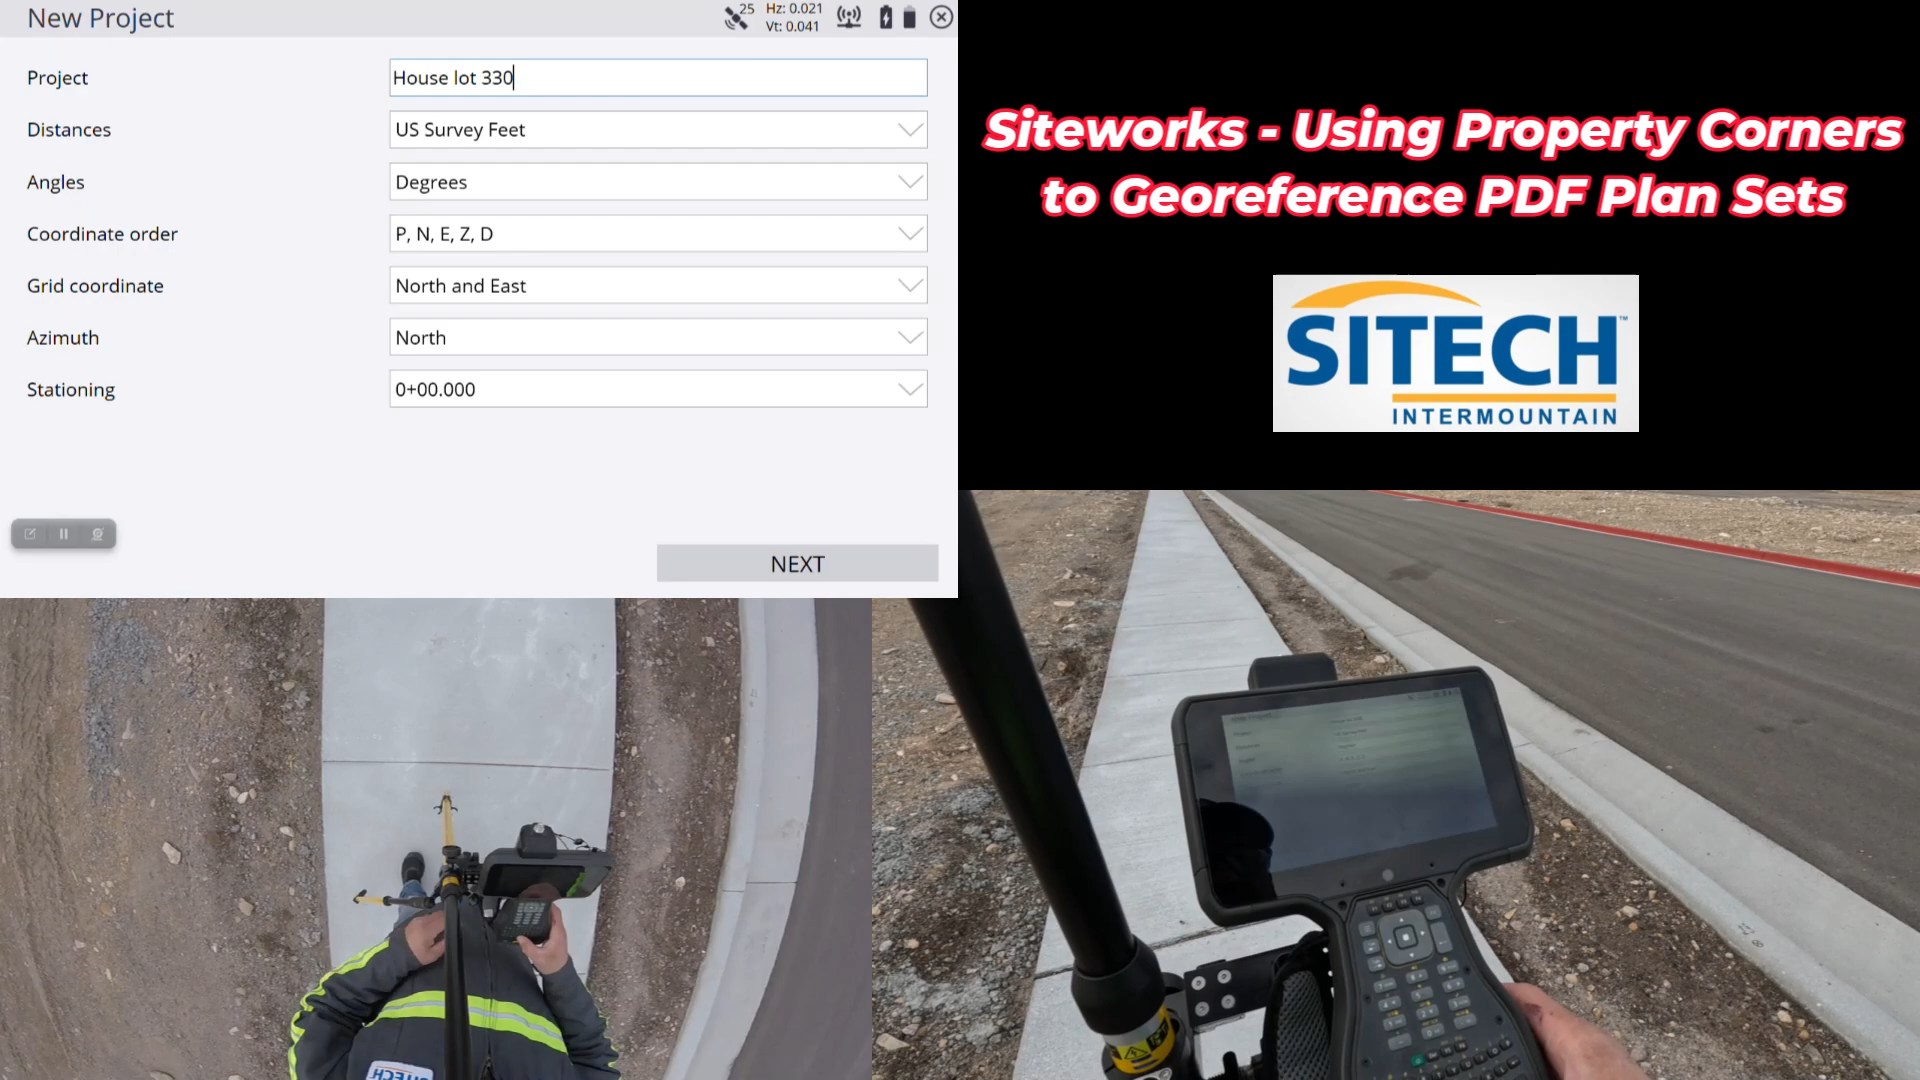 New Project
25
Hz: 0.021
Vt: 0.041
Project
House lot 330
Distances
US Survey Feet
Angles
Degrees
Coordinate order
P, N, E, Z, D
Grid coordinate
North and East
Azimuth
North
Stationing
0+00.000
NEXT
Siteworks - Using Property Corners
to Georeference PDF Plan Sets
SITECH™
INTERMOUNTAIN
SITECH